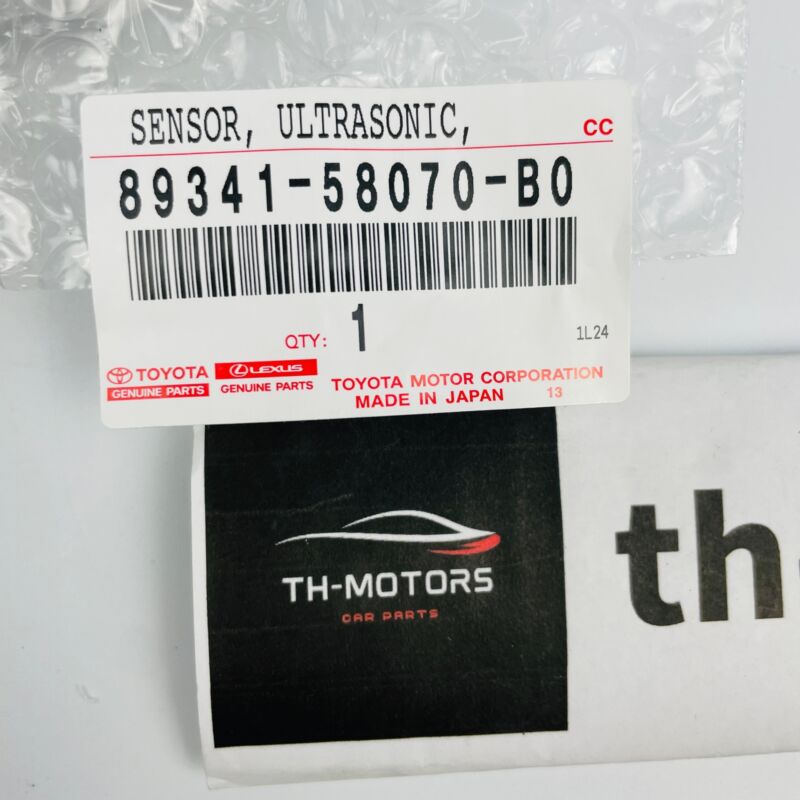 SENSOR, ULTRASONIC,
CC
89341-58070-B0
QTY: 1
1L24
TOYOTA
GENUINE PARTS
LEXUS
GENUINE PARTS
TOYOTA MOTOR CORPORATION
MADE IN JAPAN 13
TH-MOTORS
CAR PARTS
th